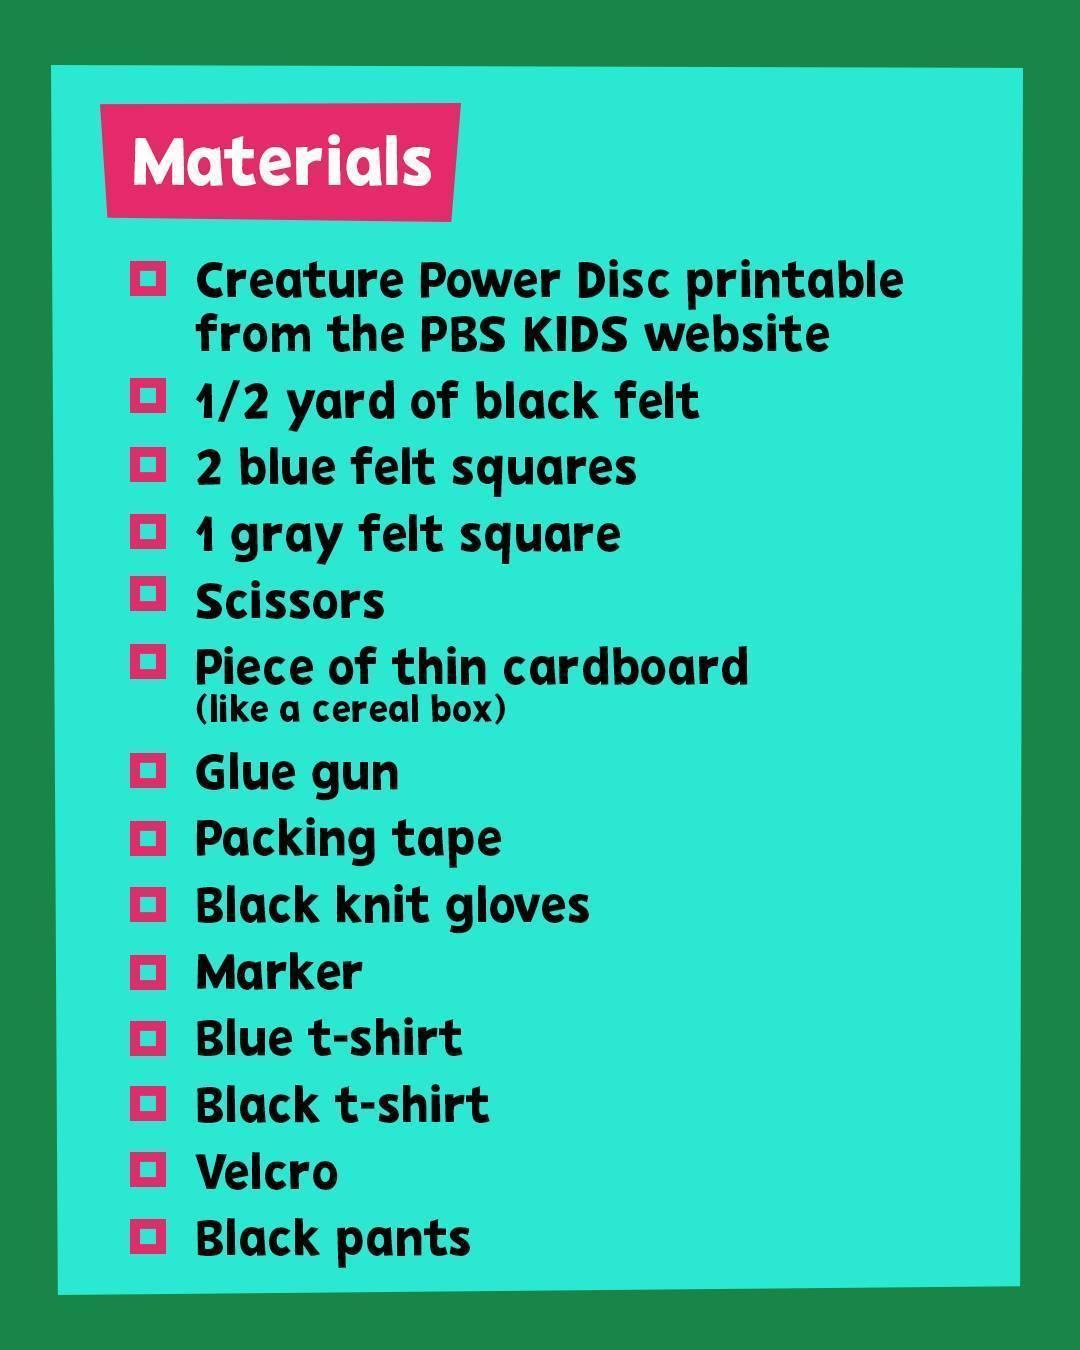 Materials
Creature Power Disc printable
from the PBS KIDS website
1/2 yard of black felt
2 blue felt squares
1 gray felt square
Scissors
Piece of thin cardboard
(like a cereal box)
Glue gun
Packing tape
Black knit gloves
Marker
Blue t-shirt
Black t-shirt
Velcro
Black pants